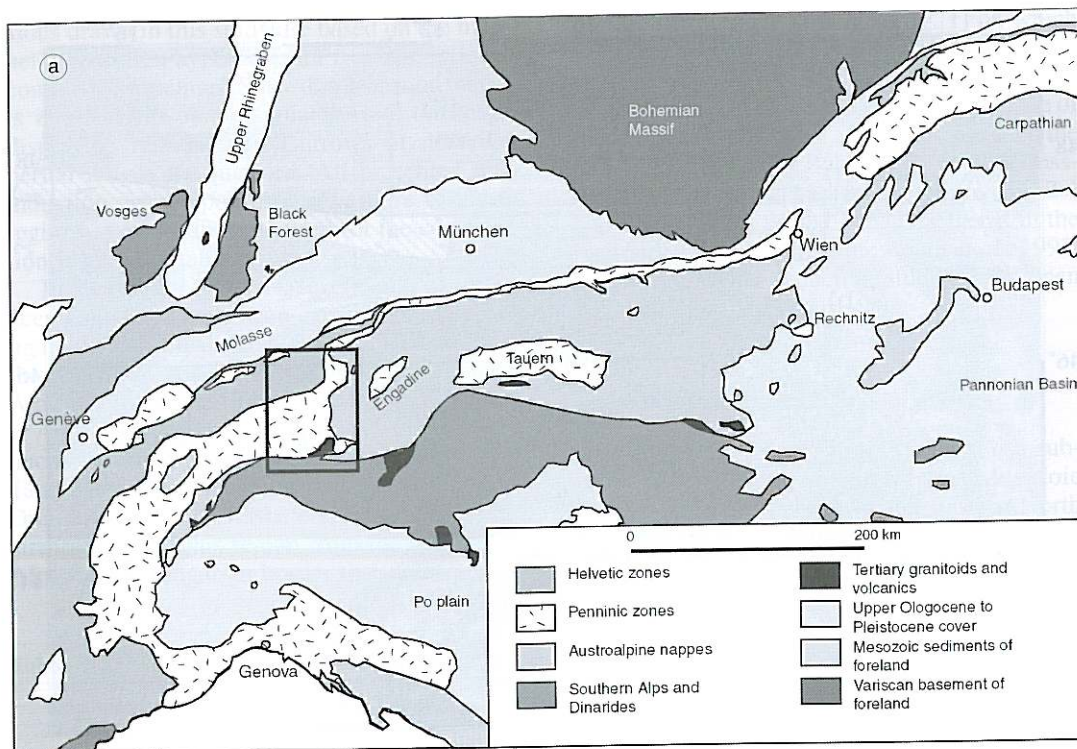 a
Upper Rhinegraben
Bohemian
Massif
Carpathian
Vosges
Black
Forest
München
Wien
Budapest
Rechnitz
Molasse
Tauern
Engadine
Pannonian Basin
Genève
Po plain
Genova
0 200 km
Helvetic zones
Penninic zones
Austroalpine nappes
Southern Alps and
Dinarides
Tertiary granitoids and
volcanics
Upper Ologocene to
Pleistocene cover
Mesozoic sediments of
foreland
Variscan basement of
foreland